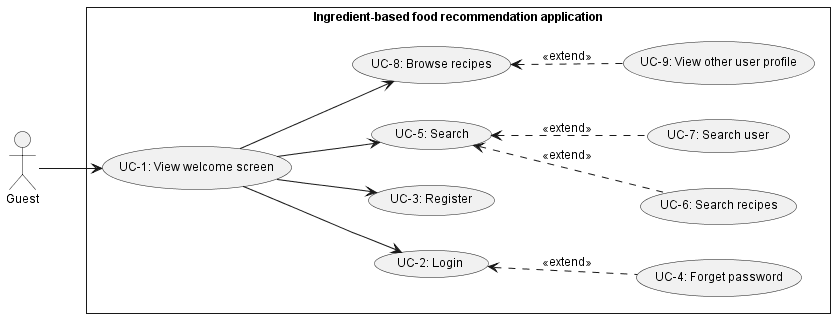 Ingredient-based food recommendation application
UC-8: Browse recipes
«extend»
UC-9: View other user profile
UC-5: Search
«extend»
UC-7: Search user
«extend»
UC-1: View welcome screen
Guest
UC-3: Register
UC-6: Search recipes
UC-2: Login
«extend»
UC-4: Forget password